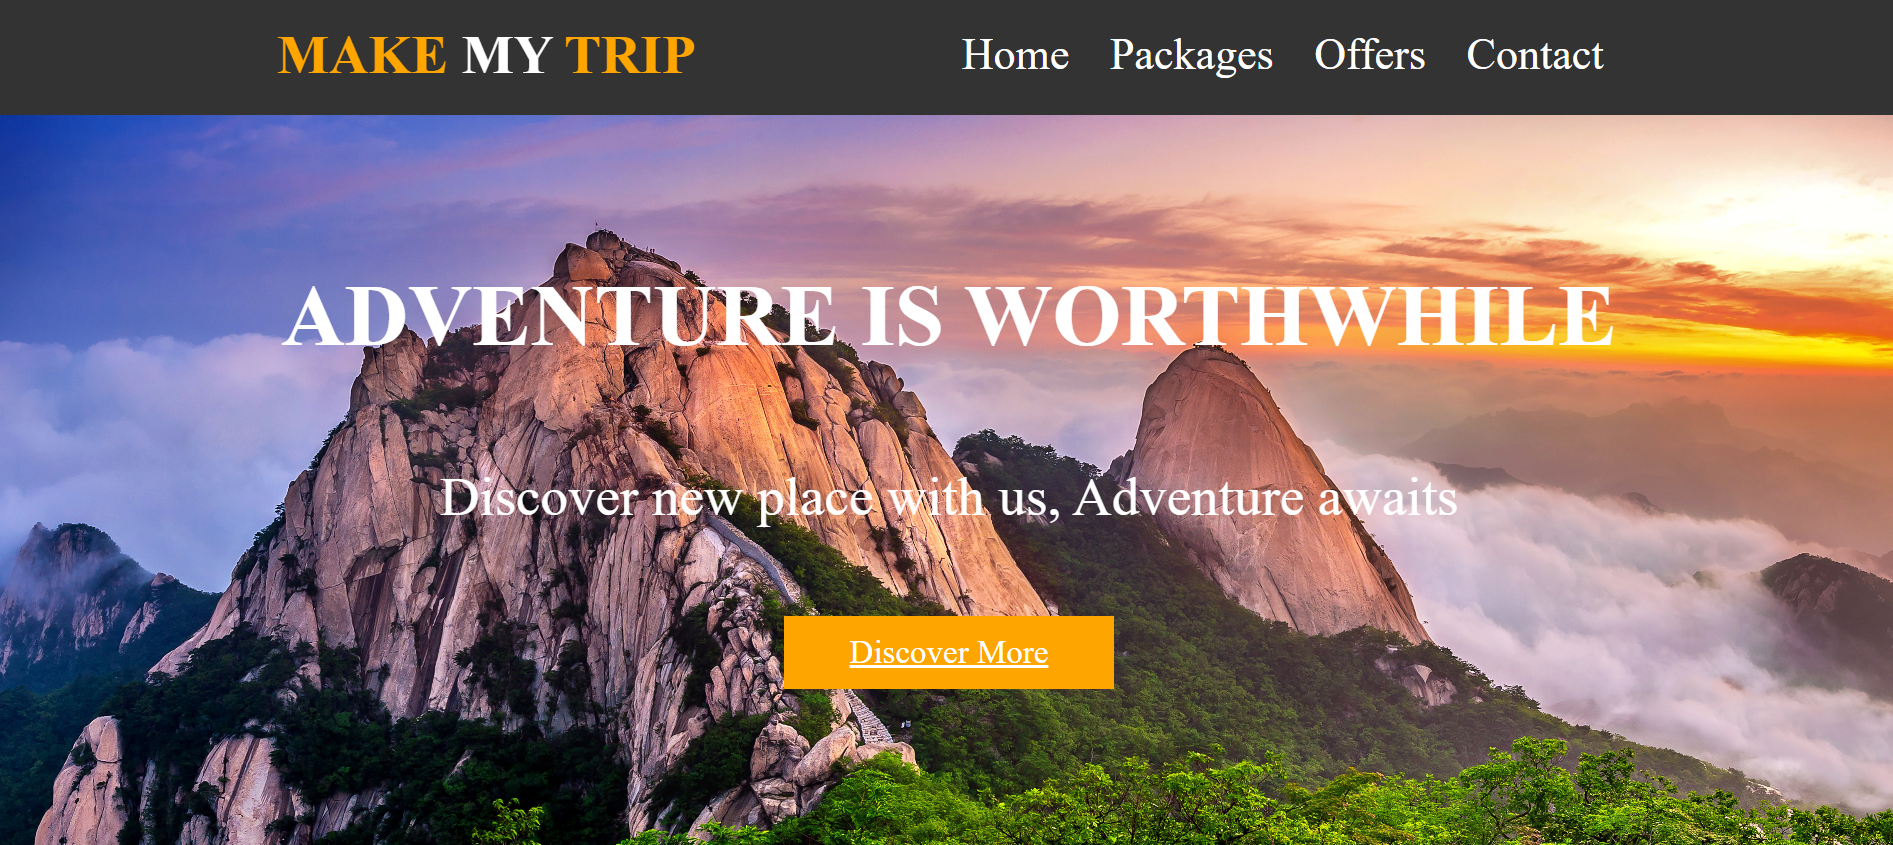 MAKE MY TRIP
Home Packages Offers Contact
ADVENTURE IS WORTHWHILE
Discover new place with us, Adventure awaits
Discover More